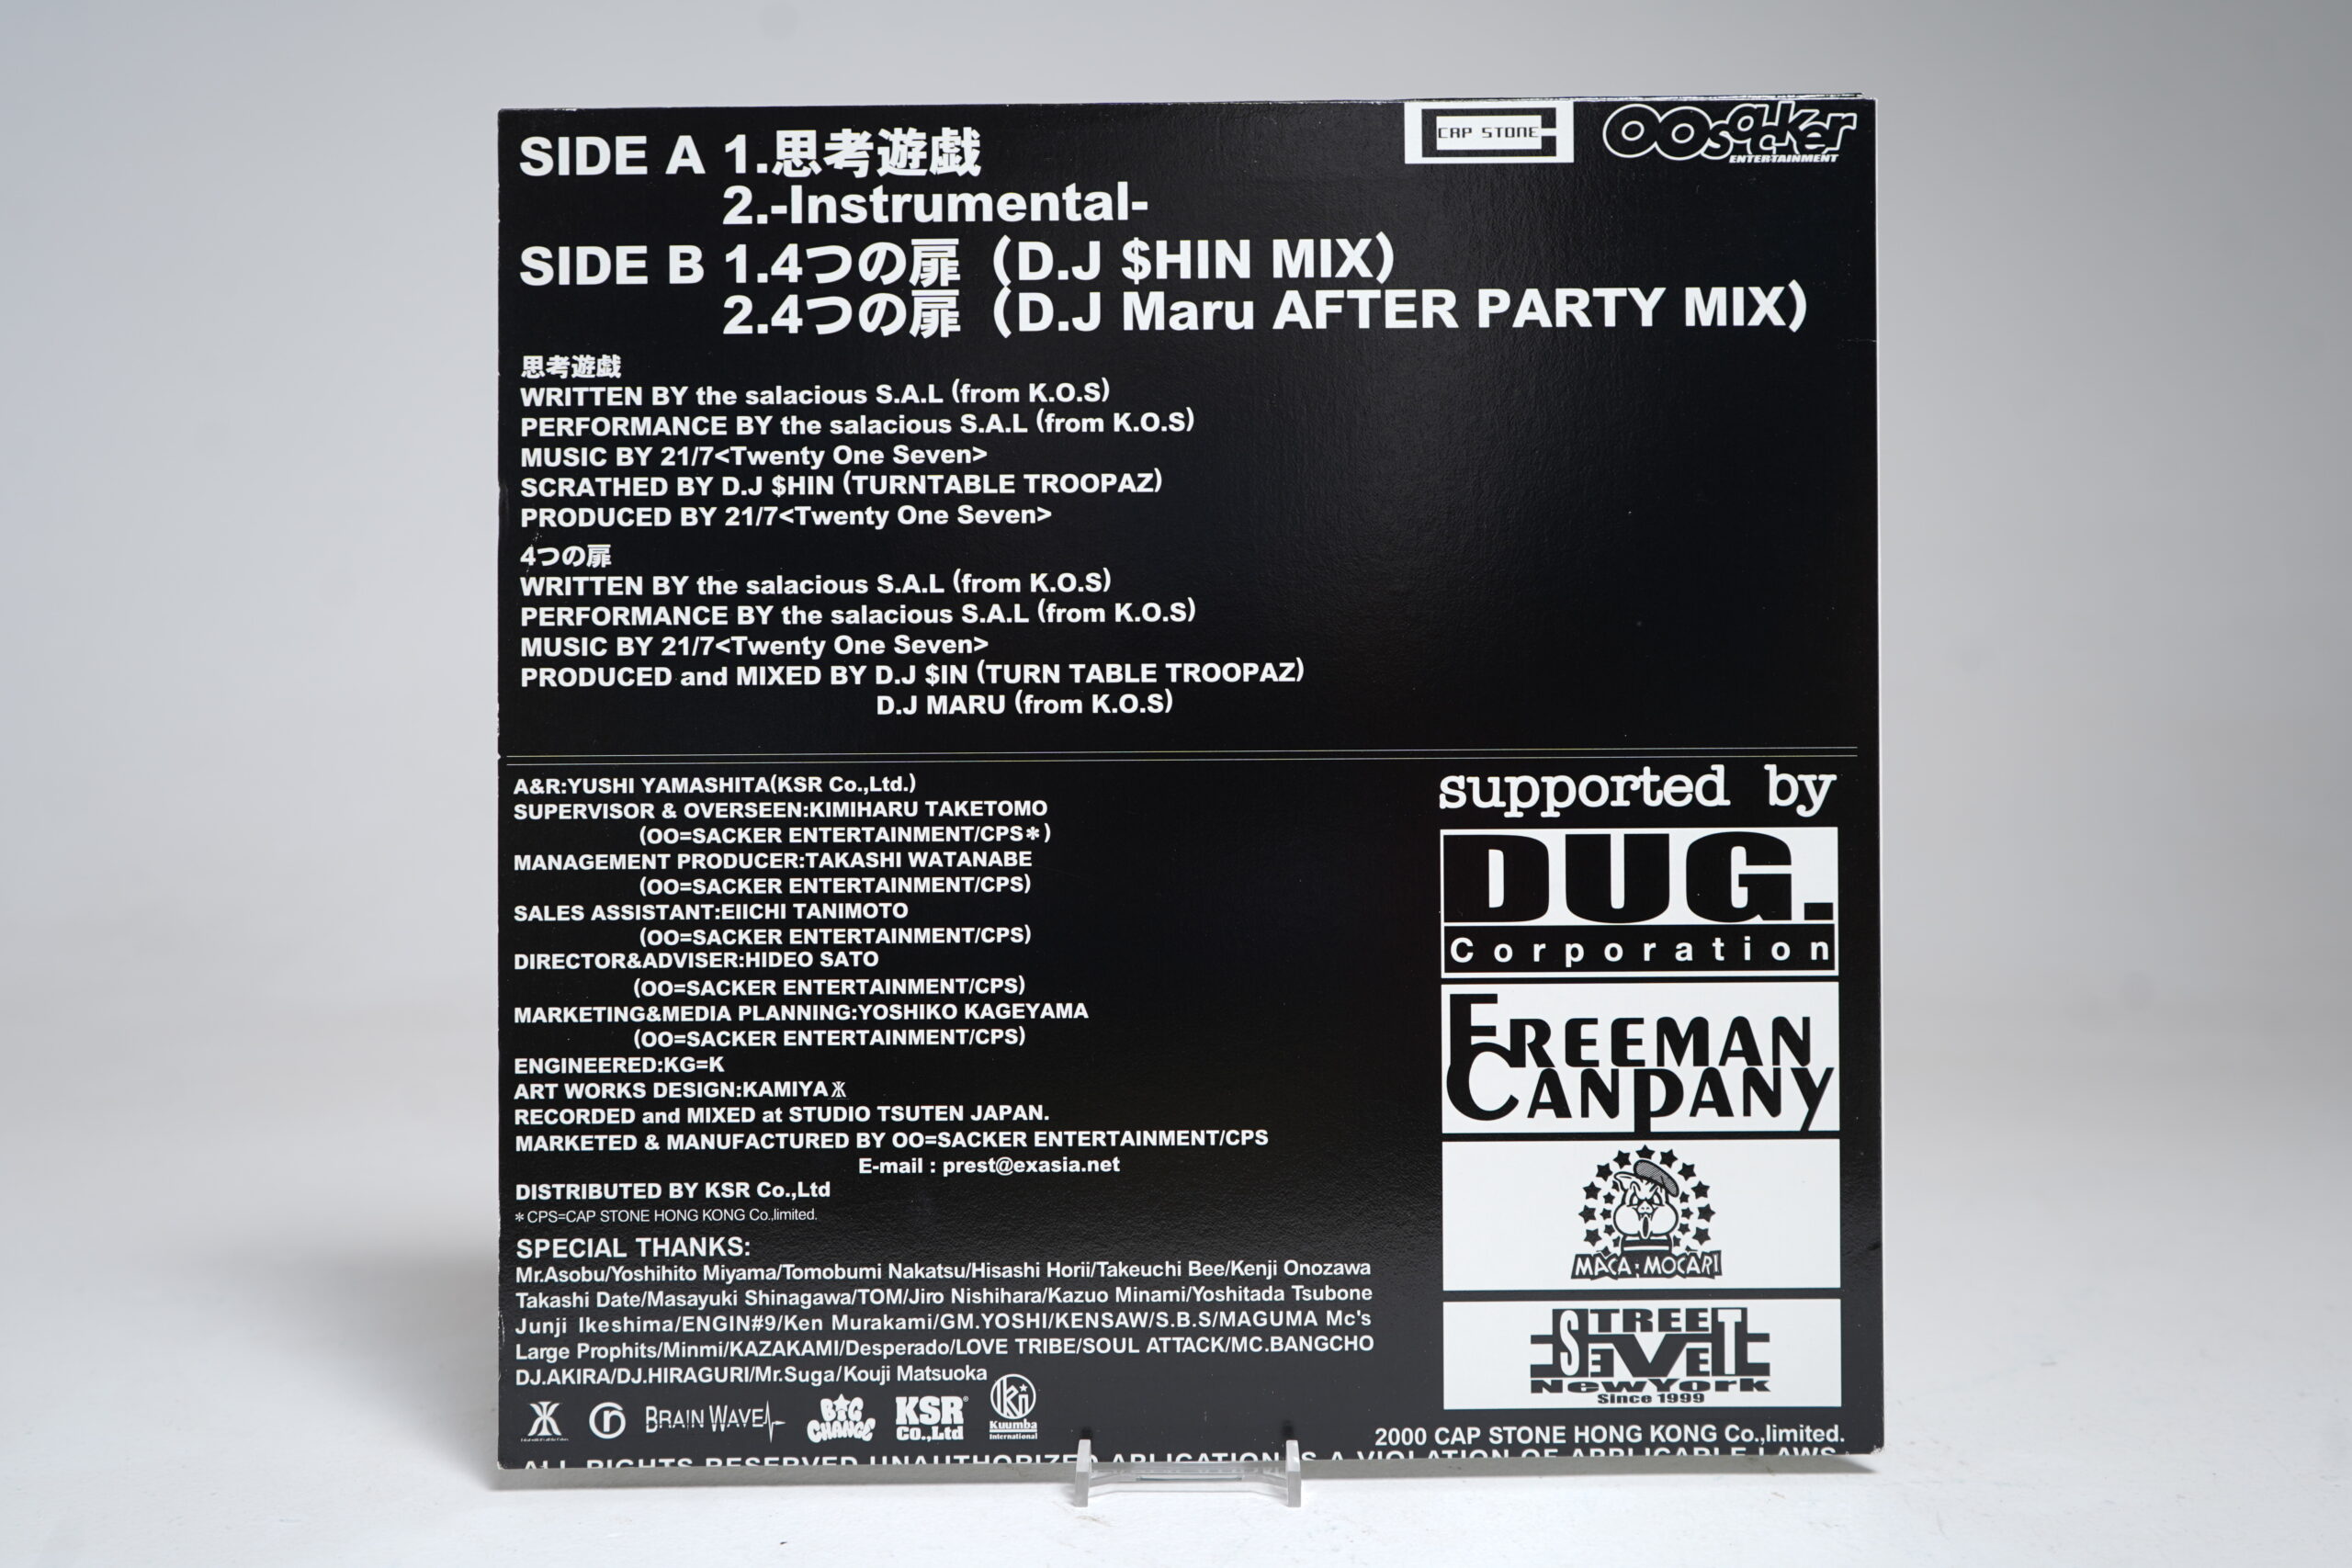 CAP STONE
OOsacker
ENTERTAINMENT
SIDE A 1.思考遊戯
2.-Instrumental-
SIDE B 1.4つの扉（D.J $HIN MIX）
2.4つの扉（D.J Maru AFTER PARTY MIX）
思考遊戯
WRITTEN BY the salacious S.A.L (from K.O.S)
PERFORMANCE BY the salacious S.A.L (from K.O.S)
MUSIC BY 21/7<Twenty One Seven>
SCRATHED BY D.J $HIN (TURNTABLE TROOPAZ)
PRODUCED BY 21/7<Twenty One Seven>
4つの扉
WRITTEN BY the salacious S.A.L (from K.O.S)
PERFORMANCE BY the salacious S.A.L (from K.O.S)
MUSIC BY 21/7<Twenty One Seven>
PRODUCED and MIXED BY D.J $IN (TURN TABLE TROOPAZ)
D.J MARU (from K.O.S)
A&R:YUSHI YAMASHITA(KSR Co.,Ltd.)
SUPERVISOR & OVERSEEN:KIMIHARU TAKETOMO
(OO=SACKER ENTERTAINMENT/CPS＊)
MANAGEMENT PRODUCER:TAKASHI WATANABE
(OO=SACKER ENTERTAINMENT/CPS)
SALES ASSISTANT:EIICHI TANIMOTO
(OO=SACKER ENTERTAINMENT/CPS)
DIRECTOR&ADVISER:HIDEO SATO
(OO=SACKER ENTERTAINMENT/CPS)
MARKETING&MEDIA PLANNING:YOSHIKO KAGEYAMA
(OO=SACKER ENTERTAINMENT/CPS)
ENGINEERED:KG=K
ART WORKS DESIGN:KAMIYA
RECORDED and MIXED at STUDIO TSUTEN JAPAN.
MARKETED & MANUFACTURED BY OO=SACKER ENTERTAINMENT/CPS
E-mail : prest@exasia.net
DISTRIBUTED BY KSR Co.,Ltd
＊CPS=CAP STONE HONG KONG Co.,limited.
SPECIAL THANKS:
Mr.Asobu/Yoshihito Miyama/Tomobumi Nakatsu/Hisashi Horii/Takeuchi Bee/Kenji Onozawa
Takashi Date/Masayuki Shinagawa/TOM/Jiro Nishihara/Kazuo Minami/Yoshitada Tsubone
Junji Ikeshima/ENGIN#9/Ken Murakami/GM.YOSHI/KENSAW/S.B.S/MAGUMA Mc's
Large Prophits/Minmi/KAZAKAMI/Desperado/LOVE TRIBE/SOUL ATTACK/MC.BANGCHO
DJ.AKIRA/DJ.HIRAGURI/Mr.Suga/Kouji Matsuoka
BRAIN WAVE
BIG CHANGE
KSR
Co.,Ltd
Kuumba
International
supported by
DUG.
Corporation
FREEMAN
CANPANY
MACA:MOCARI
STREET
SEVEN
NewYork
Since 1999
2000 CAP STONE HONG KONG Co.,limited.
ALL RIGHTS RESERVED UNAUTHORIZED APLICATION IS A VIOLATION OF APPLICABLE LAWS